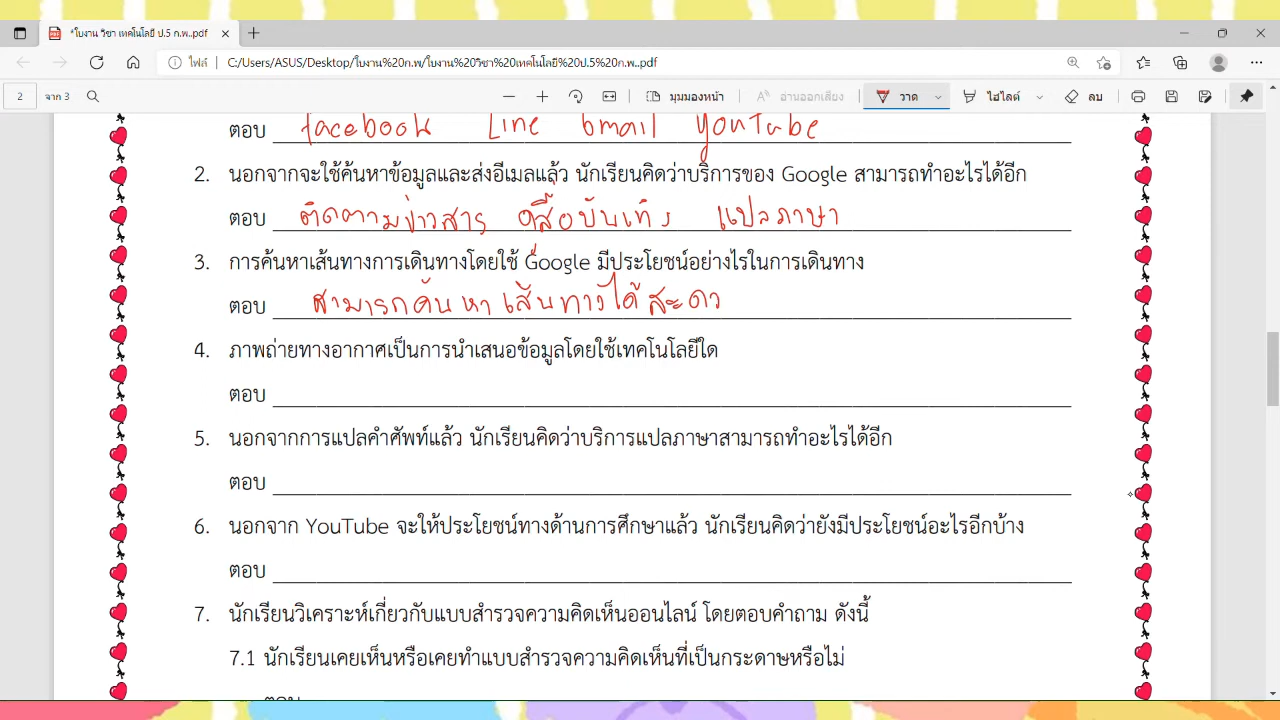 *ใบงาน วิชา เทคโนโลยี ป.5 ก.พ..pdf
ไฟล์ C:/Users/ASUS/Desktop/ใบงาน%20ก.พ/ใบงาน%20วิชา%20เทคโนโลยี%20ป.5%20ก.พ..pdf
2 จาก 3 มุมมองหน้า อ่านออกเสียง วาด ไฮไลต์ ลบ
ตอบ facebook Line Gmail YouTube
2. นอกจากจะใช้ค้นหาข้อมูลและส่งอีเมลแล้ว นักเรียนคิดว่าบริการของ Google สามารถทำอะไรได้อีก
ตอบ ติดตามข่าวสาร ดูสื่อบันเทิง แปลภาษา
3. การค้นหาเส้นทางการเดินทางโดยใช้ Google มีประโยชน์อย่างไรในการเดินทาง
ตอบ สามารถค้นหาเส้นทางได้สะดว
4. ภาพถ่ายทางอากาศเป็นการนำเสนอข้อมูลโดยใช้เทคโนโลยีใด
ตอบ
5. นอกจากการแปลคำศัพท์แล้ว นักเรียนคิดว่าบริการแปลภาษาสามารถทำอะไรได้อีก
ตอบ
6. นอกจาก YouTube จะให้ประโยชน์ทางด้านการศึกษาแล้ว นักเรียนคิดว่ายังมีประโยชน์อะไรอีกบ้าง
ตอบ
7. นักเรียนวิเคราะห์เกี่ยวกับแบบสำรวจความคิดเห็นออนไลน์ โดยตอบคำถาม ดังนี้
7.1 นักเรียนเคยเห็นหรือเคยทำแบบสำรวจความคิดเห็นที่เป็นกระดาษหรือไม่
ตอบ